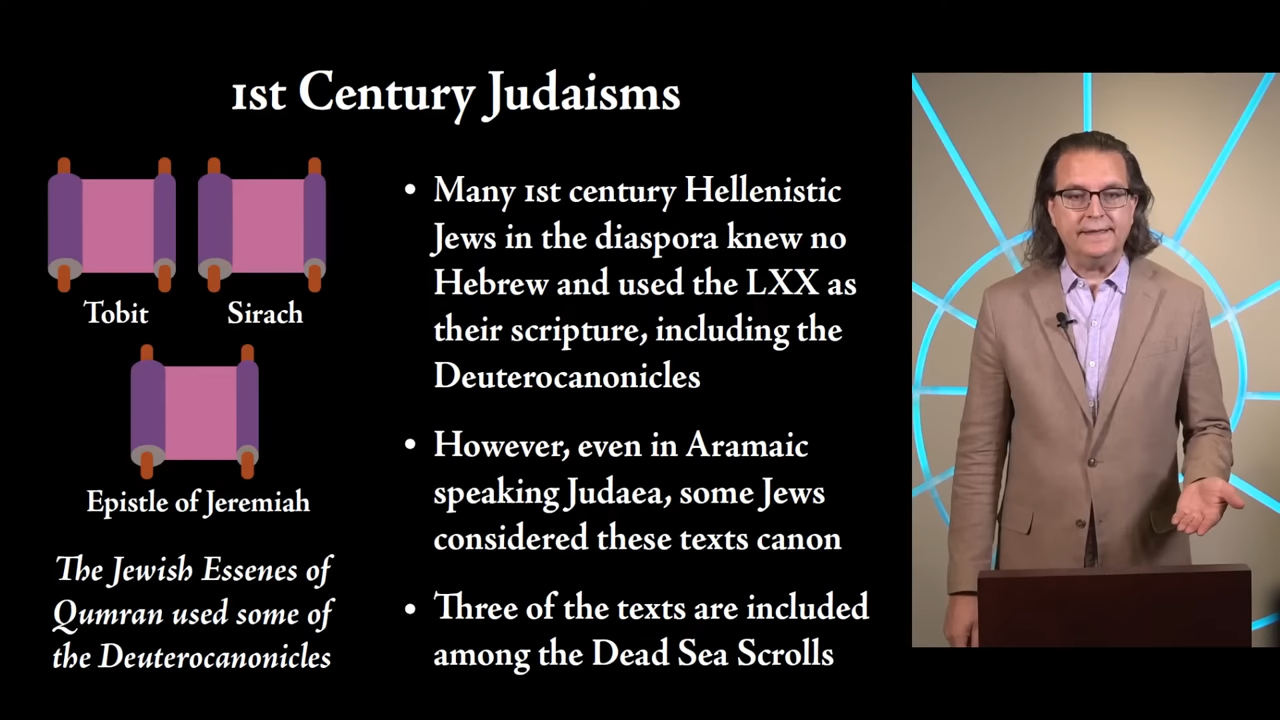 1st Century Judaisms
Tobit
Sirach
Epistle of Jeremiah
The Jewish Essenes of
Qumran used some of
the Deuterocanonicles
• Many 1st century Hellenistic
Jews in the diaspora knew no
Hebrew and used the LXX as
their scripture, including the
Deuterocanonicles
• However, even in Aramaic
speaking Judaea, some Jews
considered these texts canon
• Three of the texts are included
among the Dead Sea Scrolls